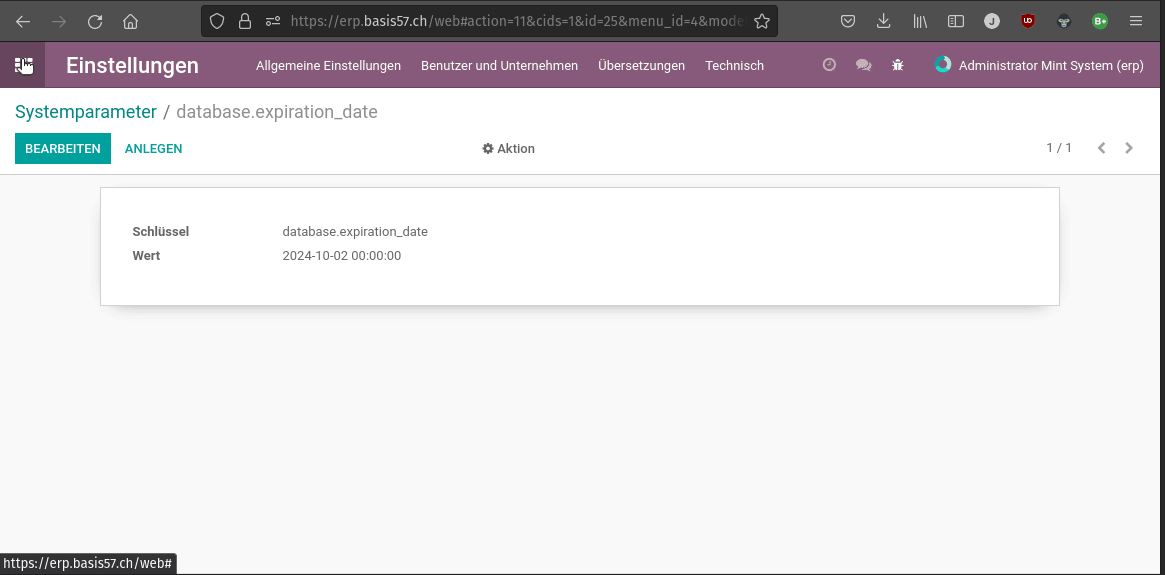 https://erp.basis57.ch/web#action=11&cids=1&id=25&menu_id=4&mode
J
UD
B+
Einstellungen
Allgemeine Einstellungen Benutzer und Unternehmen Übersetzungen Technisch
Administrator Mint System (erp)
Systemparameter / database.expiration_date
BEARBEITEN ANLEGEN Aktion 1 / 1
Schlüssel database.expiration_date
Wert 2024-10-02 00:00:00
https://erp.basis57.ch/web#